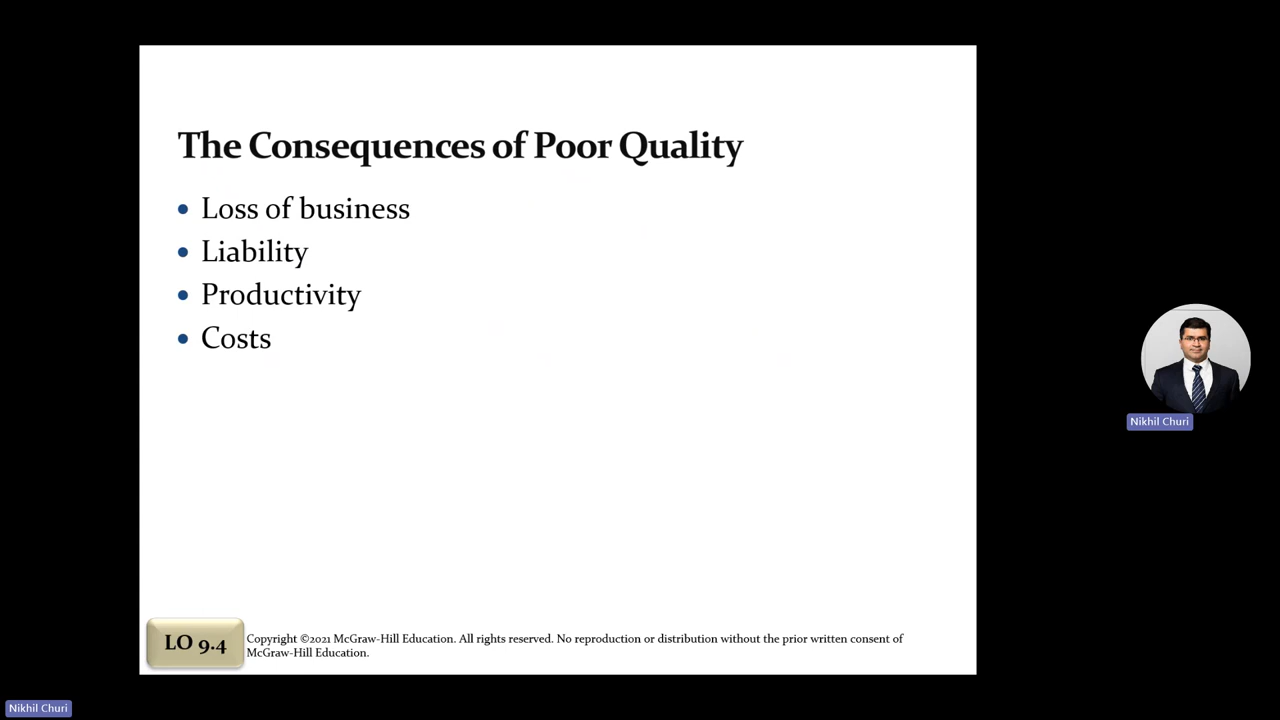 The Consequences of Poor Quality
• Loss of business
• Liability
• Productivity
• Costs
LO 9.4
Copyright ©2021 McGraw-Hill Education. All rights reserved. No reproduction or distribution without the prior written consent of
McGraw-Hill Education.
Nikhil Churi
Nikhil Churi